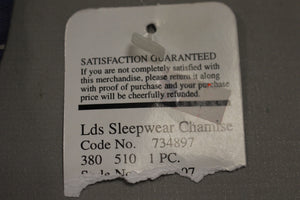 SATISFACTION GUARANTEED
If you are not completely satisfied with
this merchandise, please return it along
with proof of purchase and your purchase
price will be cheerfully refunded.
Lds Sleepwear Chamise
Code No. 734897
380 510 1 PC.